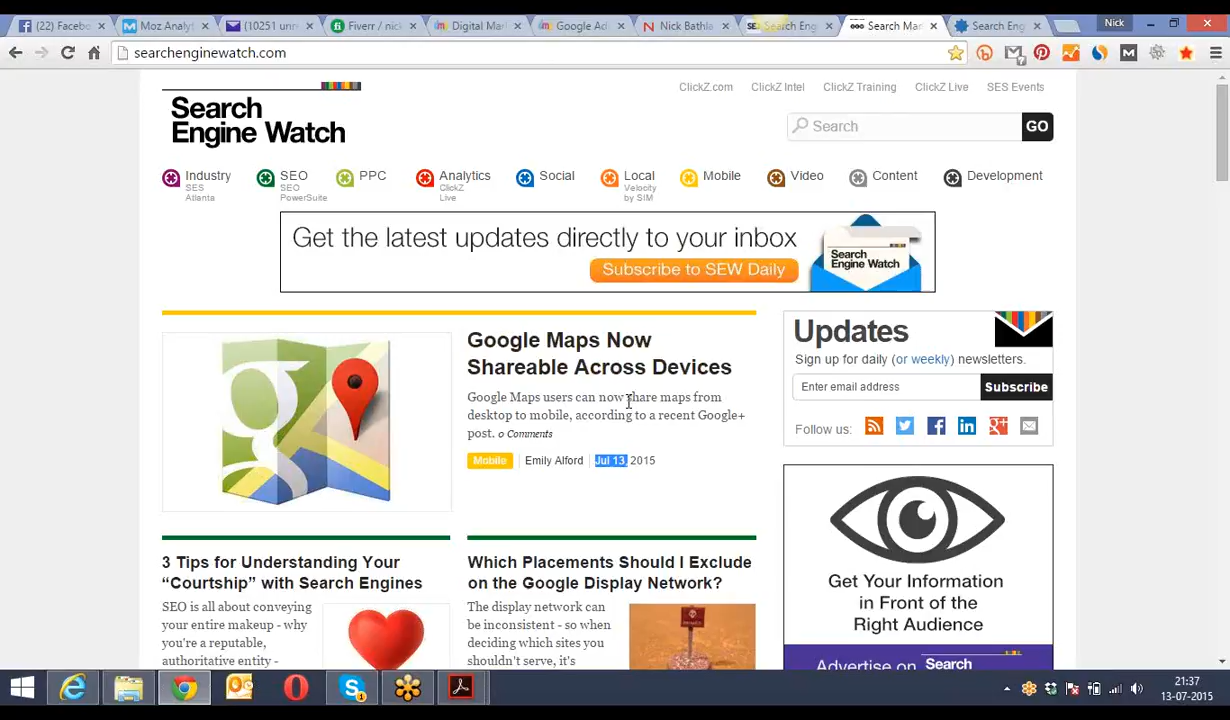 (22) Faceb
Moz Analyt
(10251 unr
Fiverr / nick
Digital Mar
Google Ad
Nick Bathla
Search Eng
Search Mar
Search Eng
Nick
searchenginewatch.com
ClickZ.com ClickZ Intel ClickZ Training ClickZ Live SES Events
Search
Engine Watch
Search GO
Industry SEO PPC Analytics Social Local Mobile Video Content Development
SES SEO ClickZ Velocity
Atlanta PowerSuite Live by SIM
Get the latest updates directly to your inbox
Subscribe to SEW Daily
Search
Engine Watch
Google Maps Now
Shareable Across Devices
Google Maps users can now share maps from
desktop to mobile, according to a recent Google+
post. 0 Comments
Mobile Emily Alford Jul 13, 2015
Updates
Sign up for daily (or weekly) newsletters.
Enter email address Subscribe
Follow us:
3 Tips for Understanding Your
“Courtship” with Search Engines
SEO is all about conveying
your entire makeup - why
you're a reputable,
authoritative entity -
Which Placements Should I Exclude
on the Google Display Network?
The display network can
be inconsistent - so when
deciding which sites you
shouldn't serve, it's
Get Your Information
in Front of the
Right Audience
Advertise on Search
21:37
13-07-2015